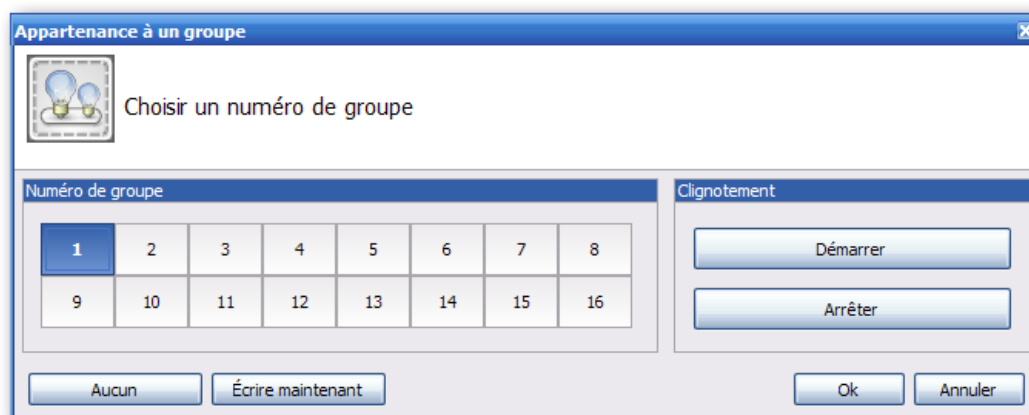 Appartenance à un groupe
Choisir un numéro de groupe
Numéro de groupe
Clignotement
1 2 3 4 5 6 7 8
Démarrer
9 10 11 12 13 14 15 16
Arrêter
Aucun Écrire maintenant Ok Annuler